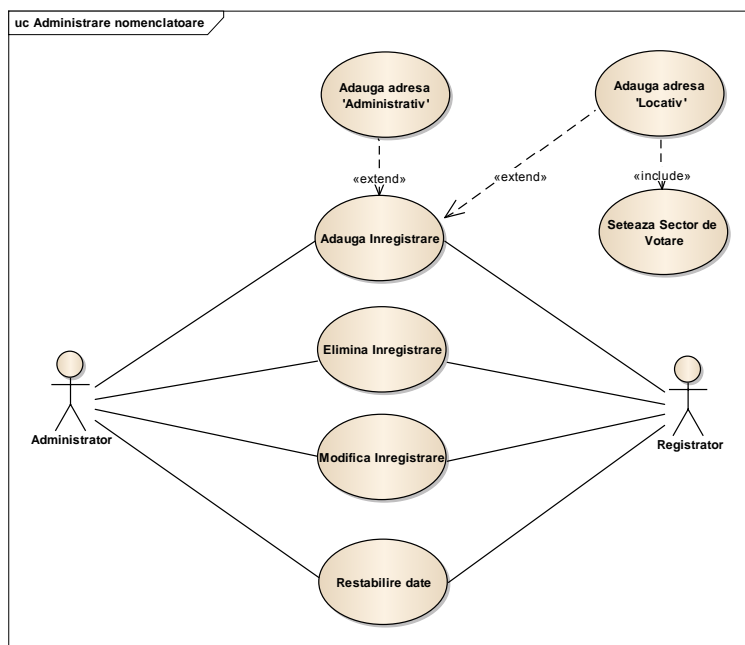 uc Administrare nomenclatoare
Adauga adresa
'Administrativ'
Adauga adresa
'Locativ'
«extend»
«extend»
«include»
Adauga Inregistrare
Seteaza Sector de
Votare
Elimina Inregistrare
Administrator
Registrator
Modifica Inregistrare
Restabilire date